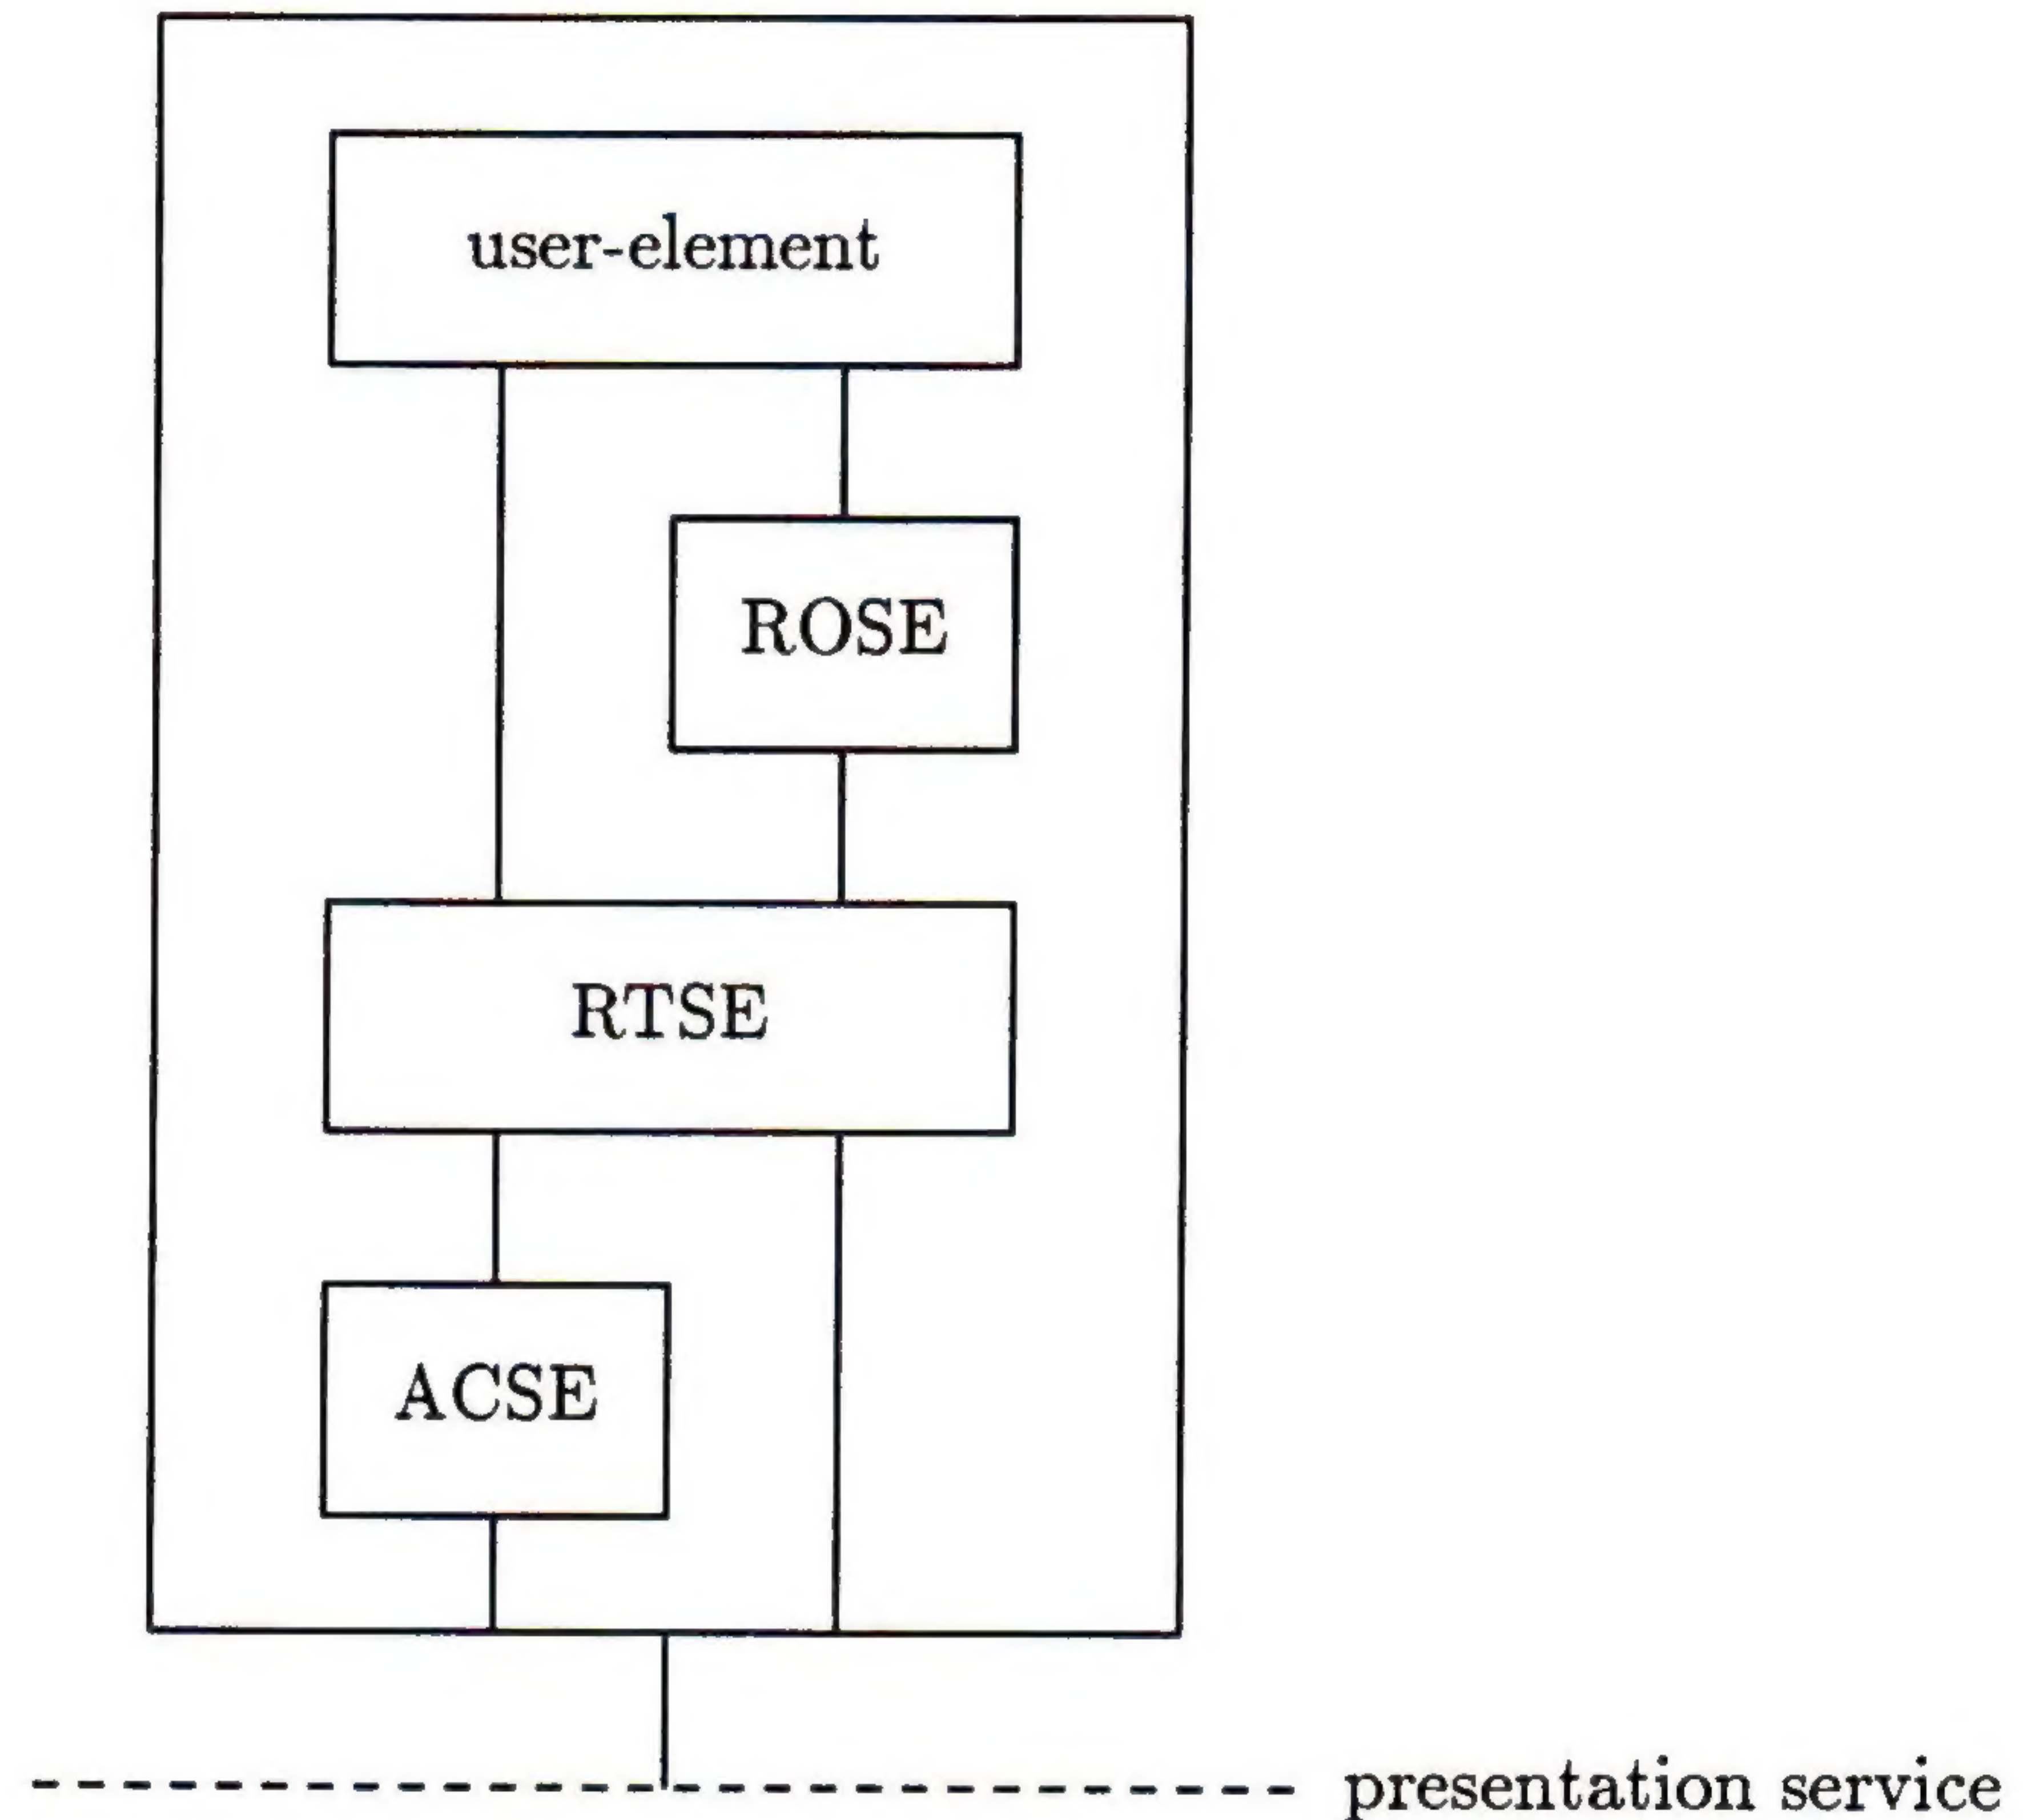 user-element
ROSE
RTSE
ACSE
presentation service